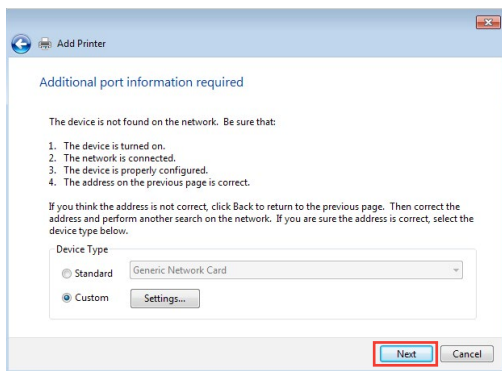 Add Printer
Additional port information required
The device is not found on the network. Be sure that:
1. The device is turned on.
2. The network is connected.
3. The device is properly configured.
4. The address on the previous page is correct.
If you think the address is not correct, click Back to return to the previous page. Then correct the
address and perform another search on the network. If you are sure the address is correct, select the
device type below.
Device Type
Standard Generic Network Card
Custom Settings...
Next Cancel